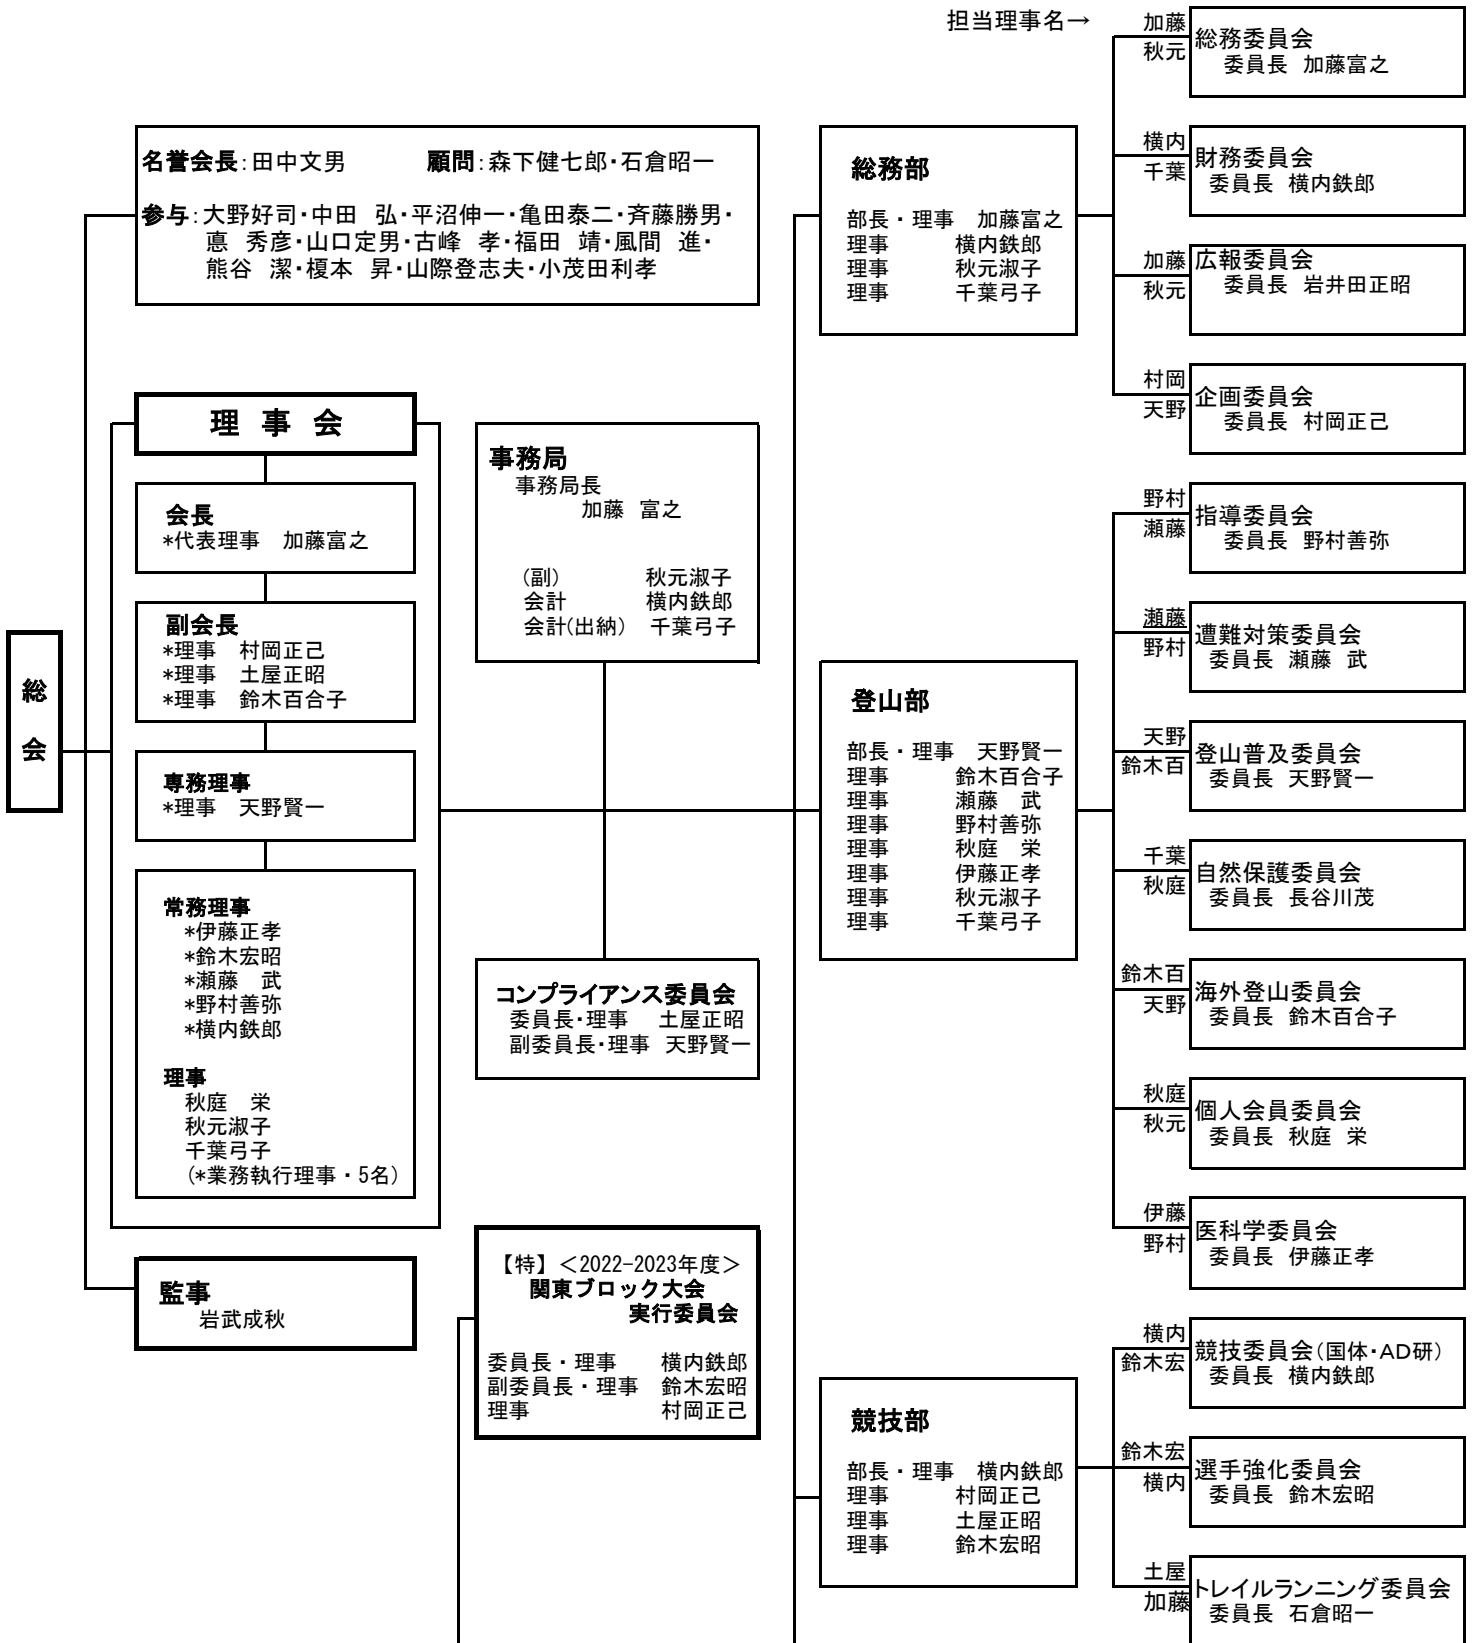 総
会
名誉会長：田中文男　顧問：森下健七郎・石倉昭一
参与：大野好司・中田　弘・平沼伸一・亀田泰二・斉藤勝男・
悳　秀彦・山口定男・古峰　孝・福田　靖・風間　進・
熊谷　潔・榎本　昇・山際登志夫・小茂田利孝
理　事　会
会長
*代表理事　加藤富之
副会長
*理事　村岡正己
*理事　土屋正昭
*理事　鈴木百合子
専務理事
*理事　天野賢一
常務理事
*伊藤正孝
*鈴木宏昭
*瀬藤　武
*野村善弥
*横内鉄郎
理事
秋庭　栄
秋元淑子
千葉弓子
(*業務執行理事・5名)
監事
岩武成秋
事務局
事務局長
加藤　富之
(副)　秋元淑子
会計　横内鉄郎
会計(出納)　千葉弓子
コンプライアンス委員会
委員長・理事　土屋正昭
副委員長・理事　天野賢一
【特】＜2022-2023年度＞
関東ブロック大会
実行委員会
委員長・理事　横内鉄郎
副委員長・理事　鈴木宏昭
理事　村岡正己
総務部
部長・理事　加藤富之
理事　横内鉄郎
理事　秋元淑子
理事　千葉弓子
登山部
部長・理事　天野賢一
理事　鈴木百合子
理事　瀬藤　武
理事　野村善弥
理事　秋庭　栄
理事　伊藤正孝
理事　秋元淑子
理事　千葉弓子
競技部
部長・理事　横内鉄郎
理事　村岡正己
理事　土屋正昭
理事　鈴木宏昭
担当理事名→
加藤
秋元
総務委員会
委員長　加藤富之
横内
千葉
財務委員会
委員長　横内鉄郎
加藤
秋元
広報委員会
委員長　岩井田正昭
村岡
天野
企画委員会
委員長　村岡正己
野村
瀬藤
指導委員会
委員長　野村善弥
瀬藤
野村
遭難対策委員会
委員長　瀬藤　武
天野
鈴木百
登山普及委員会
委員長　天野賢一
千葉
秋庭
自然保護委員会
委員長　長谷川茂
鈴木百
天野
海外登山委員会
委員長　鈴木百合子
秋庭
秋元
個人会員委員会
委員長　秋庭　栄
伊藤
野村
医科学委員会
委員長　伊藤正孝
横内
鈴木宏
競技委員会（国体・AD研）
委員長　横内鉄郎
鈴木宏
横内
選手強化委員会
委員長　鈴木宏昭
土屋
加藤
トレイルランニング委員会
委員長　石倉昭一